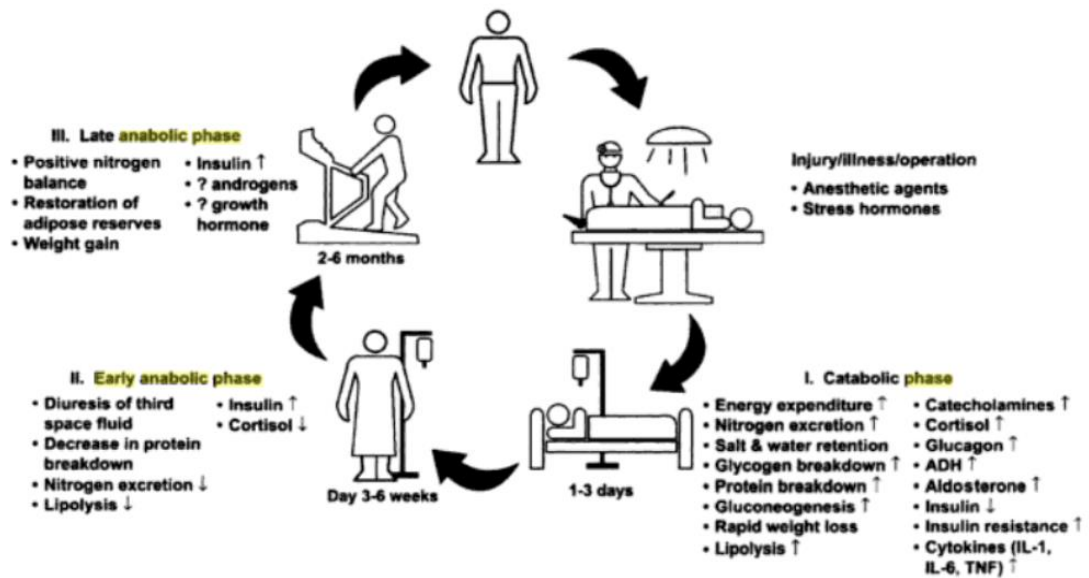 III. Late anabolic phase
• Positive nitrogen balance
• Restoration of adipose reserves
• Weight gain
• Insulin ↑
• ? androgens
• ? growth hormone
2-6 months
Injury/illness/operation
• Anesthetic agents
• Stress hormones
II. Early anabolic phase
• Diuresis of third space fluid
• Decrease in protein breakdown
• Nitrogen excretion ↓
• Lipolysis ↓
• Insulin ↑
• Cortisol ↓
Day 3-6 weeks
1-3 days
I. Catabolic phase
• Energy expenditure ↑
• Nitrogen excretion ↑
• Salt & water retention
• Glycogen breakdown ↑
• Protein breakdown ↑
• Gluconeogenesis ↑
• Rapid weight loss
• Lipolysis ↑
• Catecholamines ↑
• Cortisol ↑
• Glucagon ↑
• ADH ↑
• Aldosterone ↑
• Insulin ↓
• Insulin resistance ↑
• Cytokines (IL-1, IL-6, TNF) ↑